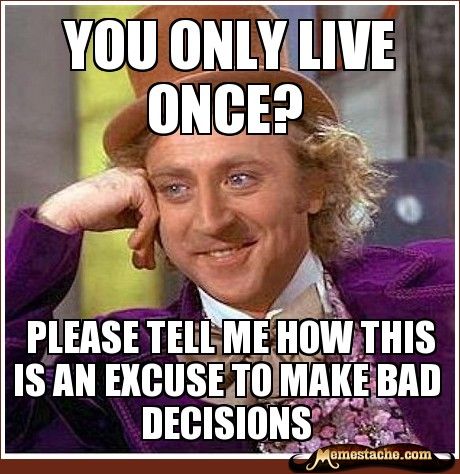 YOU ONLY LIVE
ONCE?
PLEASE TELL ME HOW THIS
IS AN EXCUSE TO MAKE BAD
DECISIONS
Memestache.com